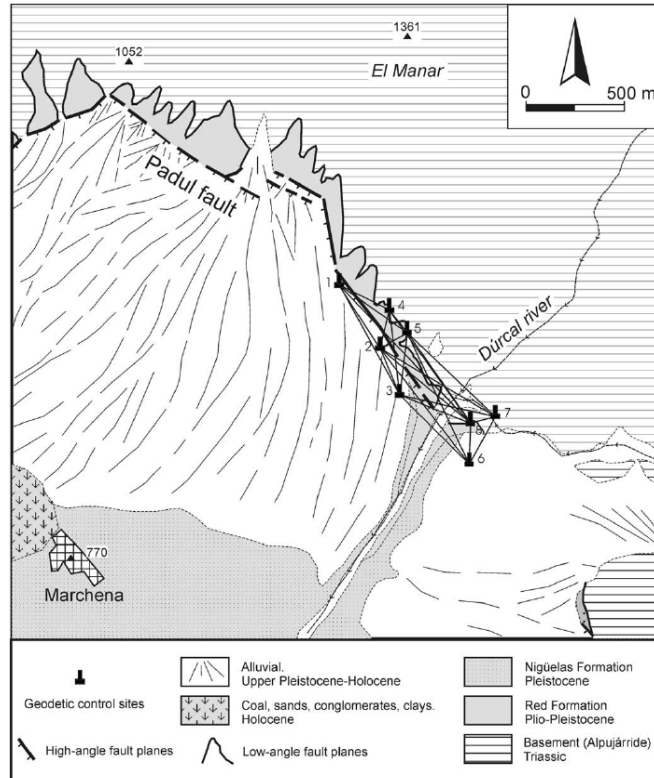 1052
1361
El Manar
0 500 m
Padul fault
1
4
5
2
Dúrcal river
3
7
8
6
770
Marchena
Geodetic control sites
Alluvial.
Upper Pleistocene-Holocene
Coal, sands, conglomerates, clays.
Holocene
Nigüelas Formation
Pleistocene
Red Formation
Plio-Pleistocene
High-angle fault planes
Low-angle fault planes
Basement (Alpujárride)
Triassic